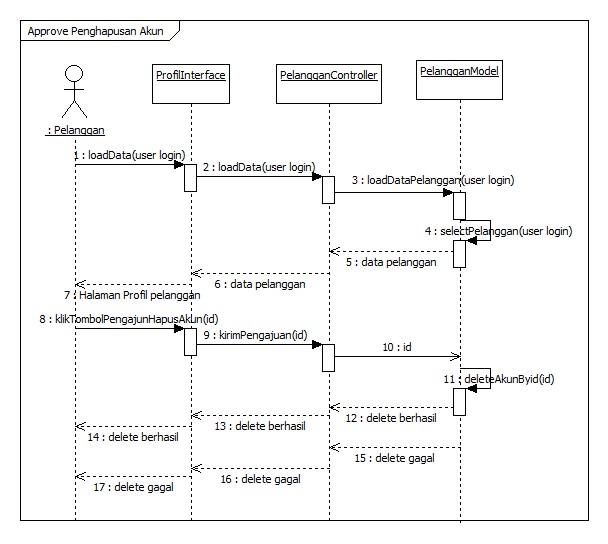 Approve Penghapusan Akun
ProfilInterface
PelangganController
PelangganModel
: Pelanggan
1 : loadData(user login)
2 : loadData(user login)
3 : loadDataPelanggan(user login)
4 : selectPelanggan(user login)
5 : data pelanggan
6 : data pelanggan
7 : Halaman Profil pelanggan
8 : klikTombolPengajunHapusAkun(id)
9 : kirimPengajuan(id)
10 : id
11 : deleteAkunByid(id)
12 : delete berhasil
13 : delete berhasil
14 : delete berhasil
15 : delete gagal
16 : delete gagal
17 : delete gagal